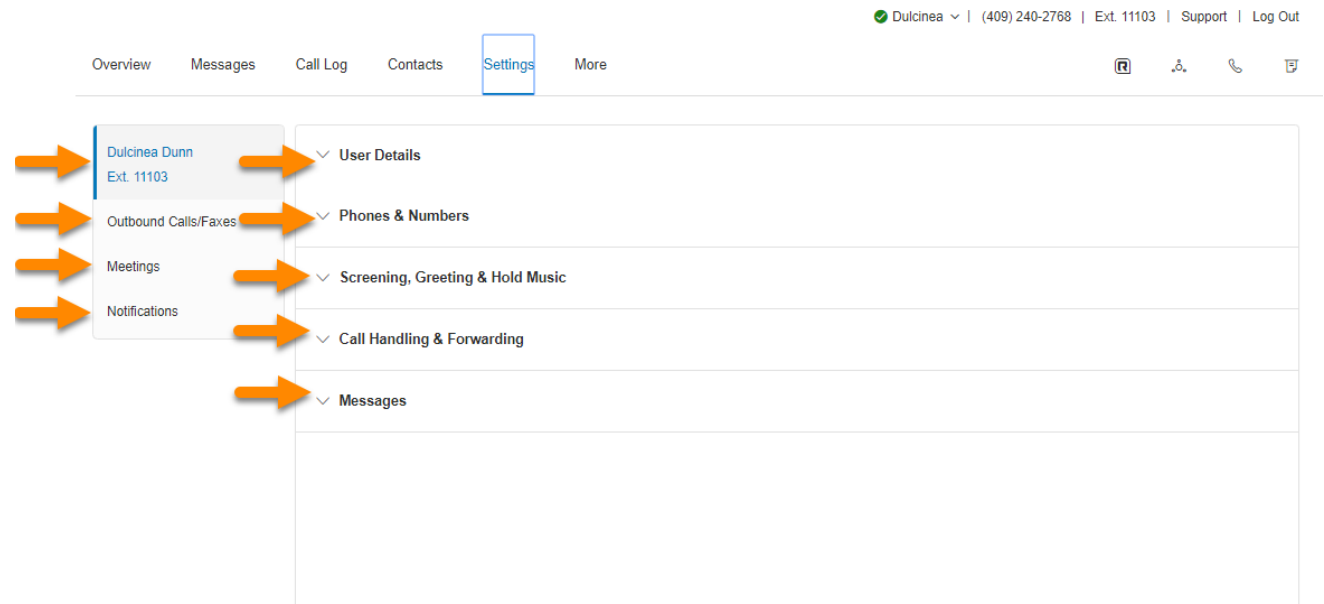 Dulcinea | (409) 240-2768 | Ext. 11103 | Support | Log Out
Overview Messages Call Log Contacts Settings More
R
Dulcinea Dunn
Ext. 11103
Outbound Calls/Faxes
Meetings
Notifications
User Details
Phones & Numbers
Screening, Greeting & Hold Music
Call Handling & Forwarding
Messages